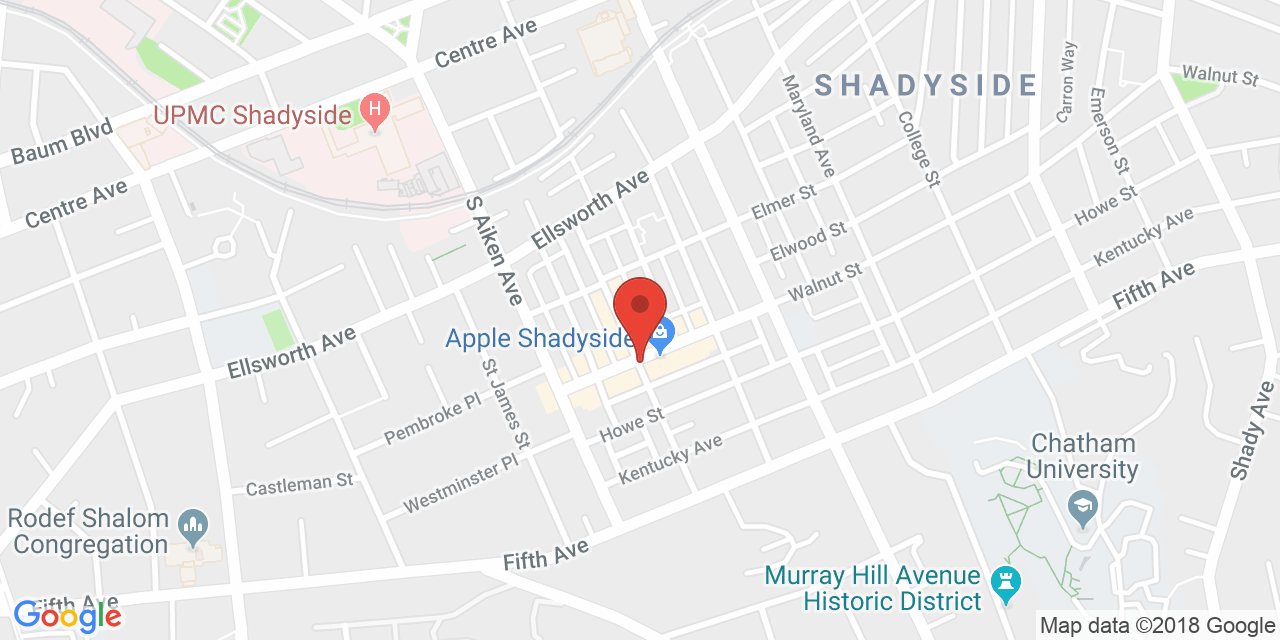 Centre Ave
SHADYSIDE
Walnut St
Carron Way
Maryland Ave
Emerson St
UPMC Shadyside
H
College St
Baum Blvd
Centre Ave
Ellsworth Ave
Elmer St
Howe St
S Aiken Ave
Elwood St
Kentucky Ave
Walnut St
Fifth Ave
Apple Shadyside
Ellsworth Ave
St James St
Pembroke Pl
Howe St
Shady Ave
Kentucky Ave
Chatham
University
Westminster Pl
Castleman St
Rodef Shalom
Congregation
Fifth Ave
Murray Hill Avenue
Historic District
Fifth Ave
Google
Map data ©2018 Google